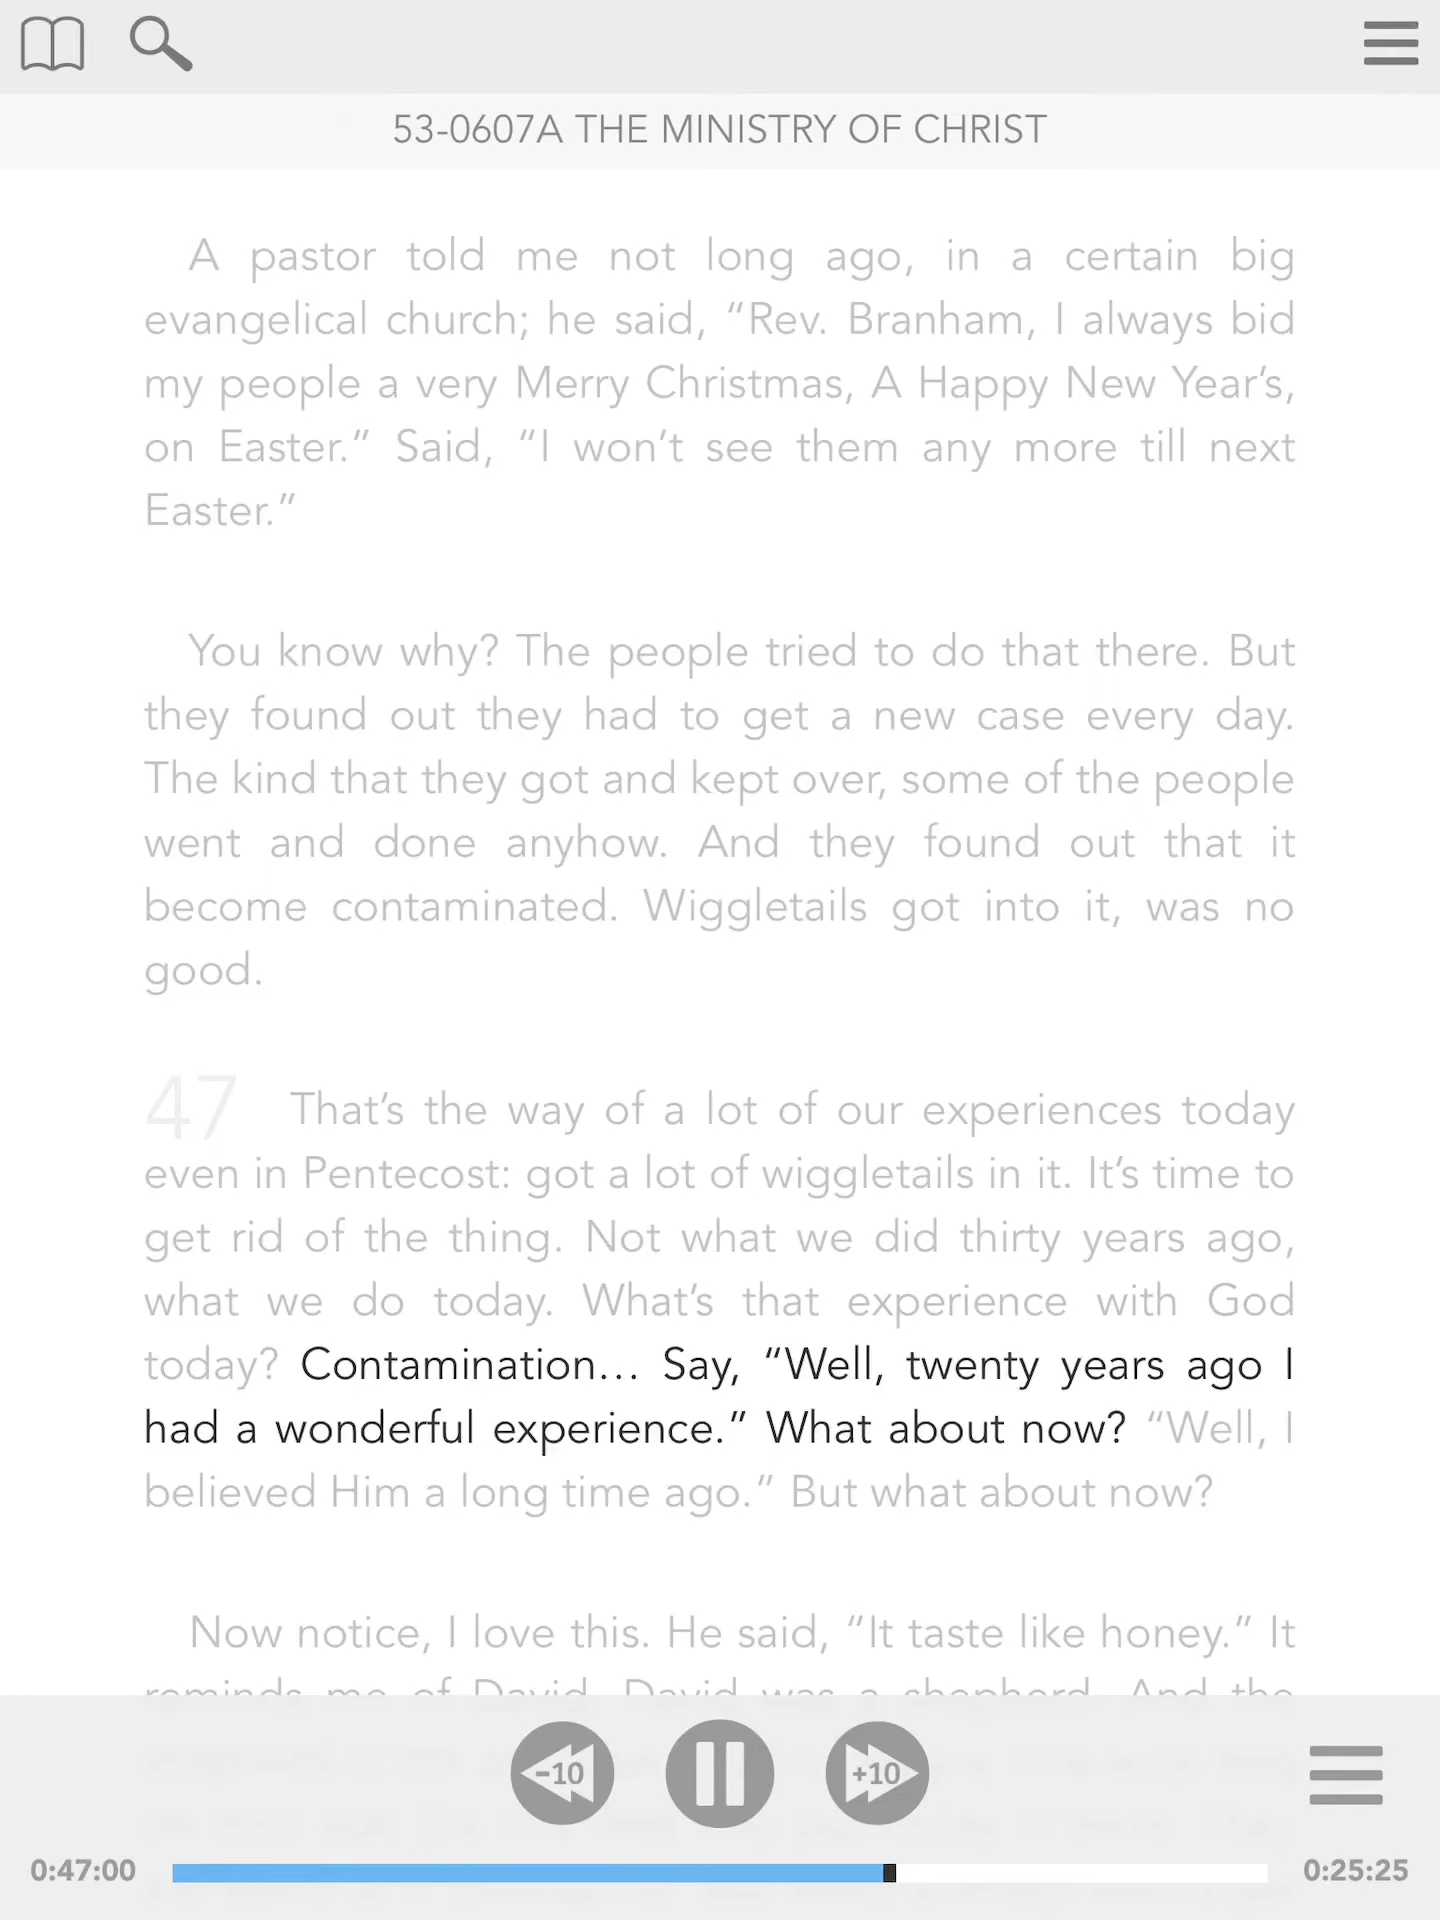 53-0607A THE MINISTRY OF CHRIST
A pastor told me not long ago, in a certain big
evangelical church; he said, “Rev. Branham, I always bid
my people a very Merry Christmas, A Happy New Year’s,
on Easter.” Said, “I won’t see them any more till next
Easter.”
You know why? The people tried to do that there. But
they found out they had to get a new case every day.
The kind that they got and kept over, some of the people
went and done anyhow. And they found out that it
become contaminated. Wiggletails got into it, was no
good.
47 That’s the way of a lot of our experiences today
even in Pentecost: got a lot of wiggletails in it. It’s time to
get rid of the thing. Not what we did thirty years ago,
what we do today. What’s that experience with God
today? Contamination… Say, “Well, twenty years ago I
had a wonderful experience.” What about now? “Well, I
believed Him a long time ago.” But what about now?
Now notice, I love this. He said, “It taste like honey.” It
reminds me of David. David was a shepherd. And the
-10 +10
0:47:00 0:25:25